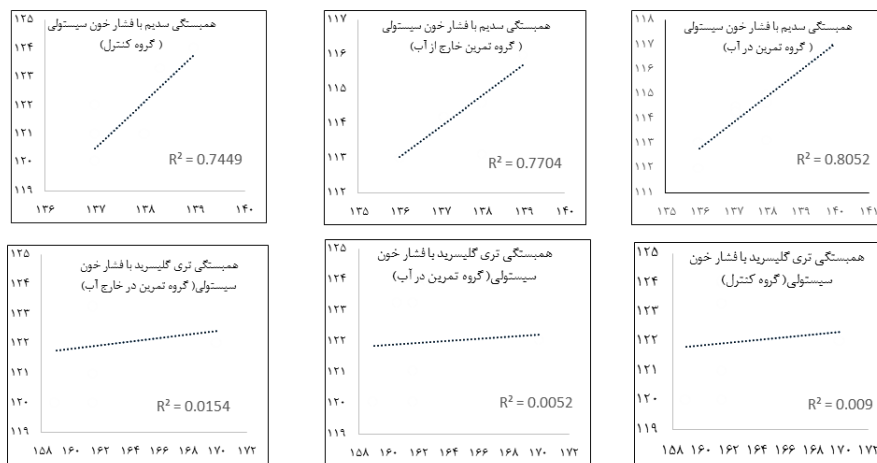 همبستگی سدیم با فشار خون سیستولی
( گروه کنترل)
۱۲۵
۱۲۴
۱۲۳
۱۲۲
۱۲۱
۱۲۰
۱۱۹
R² = 0.7449
۱۳۶ ۱۳۷ ۱۳۸ ۱۳۹ ۱۴۰
همبستگی سدیم با فشار خون سیستولی
( گروه تمرین خارج از آب)
۱۱۷
۱۱۶
۱۱۵
۱۱۴
۱۱۳
۱۱۲
R² = 0.7704
۱۳۵ ۱۳۶ ۱۳۷ ۱۳۸ ۱۳۹ ۱۴۰
همبستگی سدیم با فشار خون سیستولی
( گروه تمرین در آب)
۱۱۸
۱۱۷
۱۱۶
۱۱۵
۱۱۴
۱۱۳
۱۱۲
۱۱۱
R² = 0.8052
۱۳۵ ۱۳۶ ۱۳۷ ۱۳۸ ۱۳۹ ۱۴۰ ۱۴۱
همبستگی تری گلیسرید با فشار خون
سیستولی( گروه تمرین در خارج آب)
۱۲۵
۱۲۴
۱۲۳
۱۲۲
۱۲۱
۱۲۰
۱۱۹
R² = 0.0154
۱۵۸ ۱۶۰ ۱۶۲ ۱۶۴ ۱۶۶ ۱۶۸ ۱۷۰ ۱۷۲
همبستگی تری گلیسرید با فشار خون
سیستولی( گروه تمرین در آب)
۱۲۵
۱۲۴
۱۲۳
۱۲۲
۱۲۱
۱۲۰
۱۱۹
R² = 0.0052
۱۵۸ ۱۶۰ ۱۶۲ ۱۶۴ ۱۶۶ ۱۶۸ ۱۷۰ ۱۷۲
همبستگی تری گلیسرید با فشار خون
سیستولی( گروه کنترل)
۱۲۵
۱۲۴
۱۲۳
۱۲۲
۱۲۱
۱۲۰
۱۱۹
R² = 0.009
۱۵۸ ۱۶۰ ۱۶۲ ۱۶۴ ۱۶۶ ۱۶۸ ۱۷۰ ۱۷۲